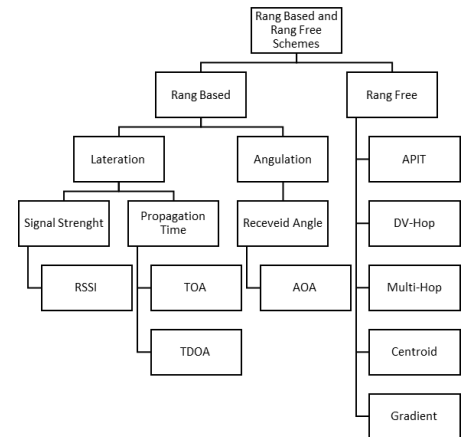 Rang Based and
Rang Free
Schemes
Rang Based
Rang Free
Lateration
Angulation
APIT
Signal Strenght
Propagation
Time
Receveid Angle
DV-Hop
RSSI
TOA
AOA
Multi-Hop
TDOA
Centroid
Gradient